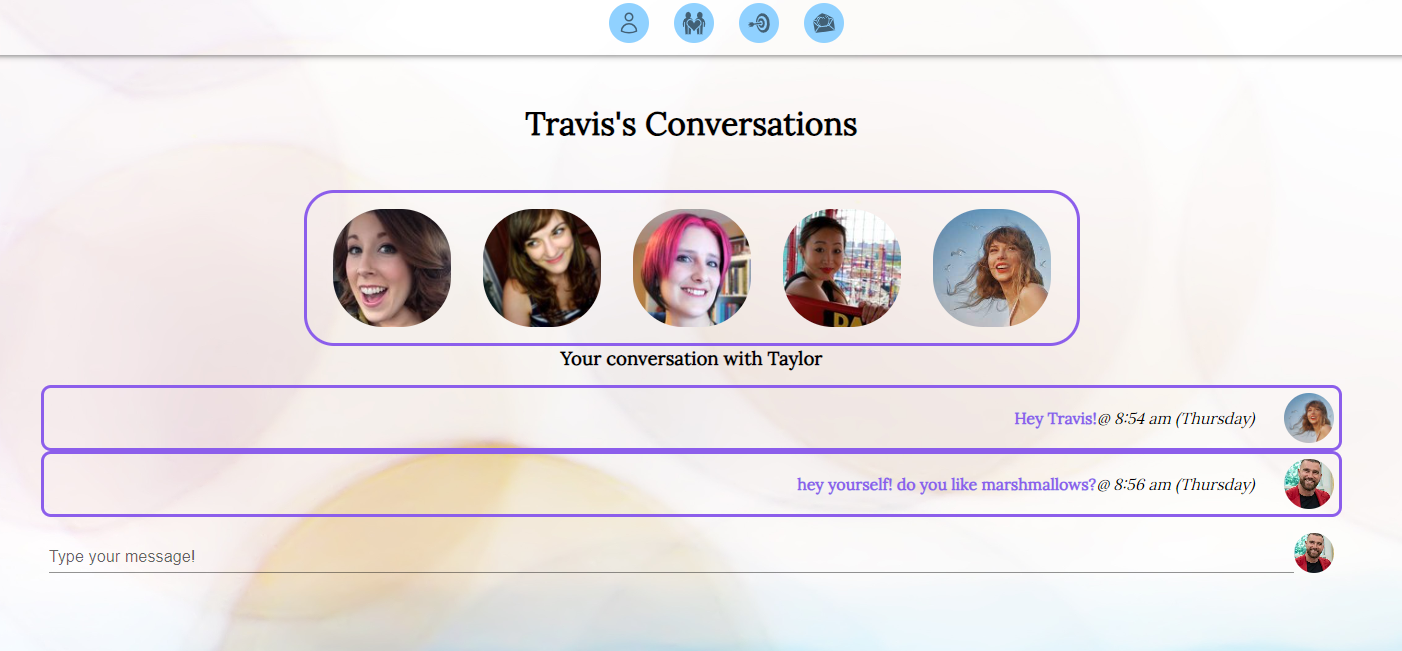 Travis's Conversations
Your conversation with Taylor
Hey Travis!@ 8:54 am (Thursday)
hey yourself! do you like marshmallows?@ 8:56 am (Thursday)
Type your message!